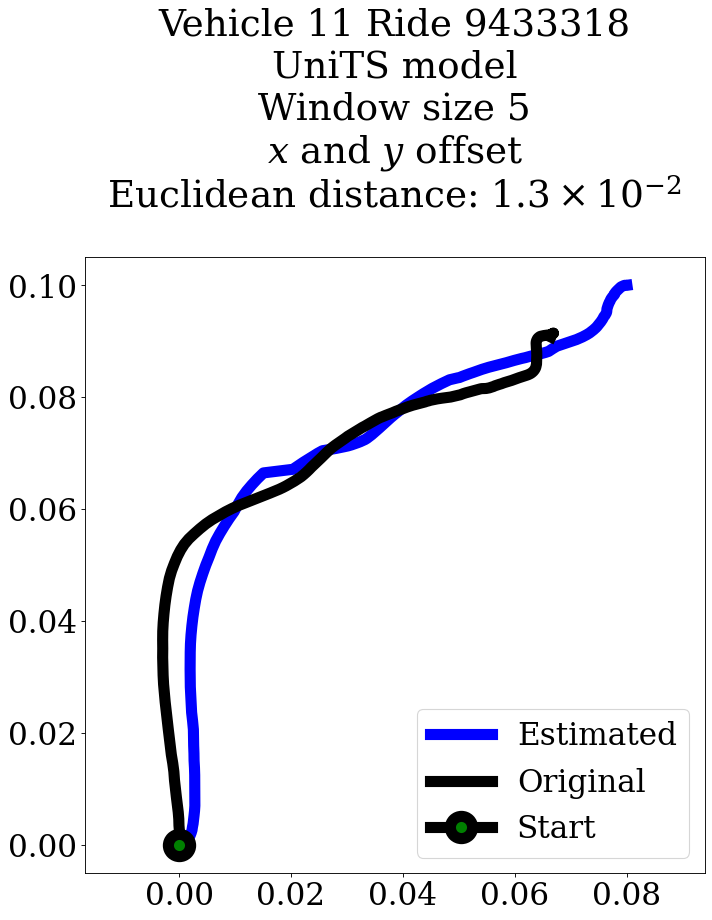 Vehicle 11 Ride 9433318
UniTS model
Window size 5
x and y offset
Euclidean distance: 1.3 × 10⁻²
0.10
0.08
0.06
0.04
0.02
0.00
0.00 0.02 0.04 0.06 0.08
Estimated
Original
Start